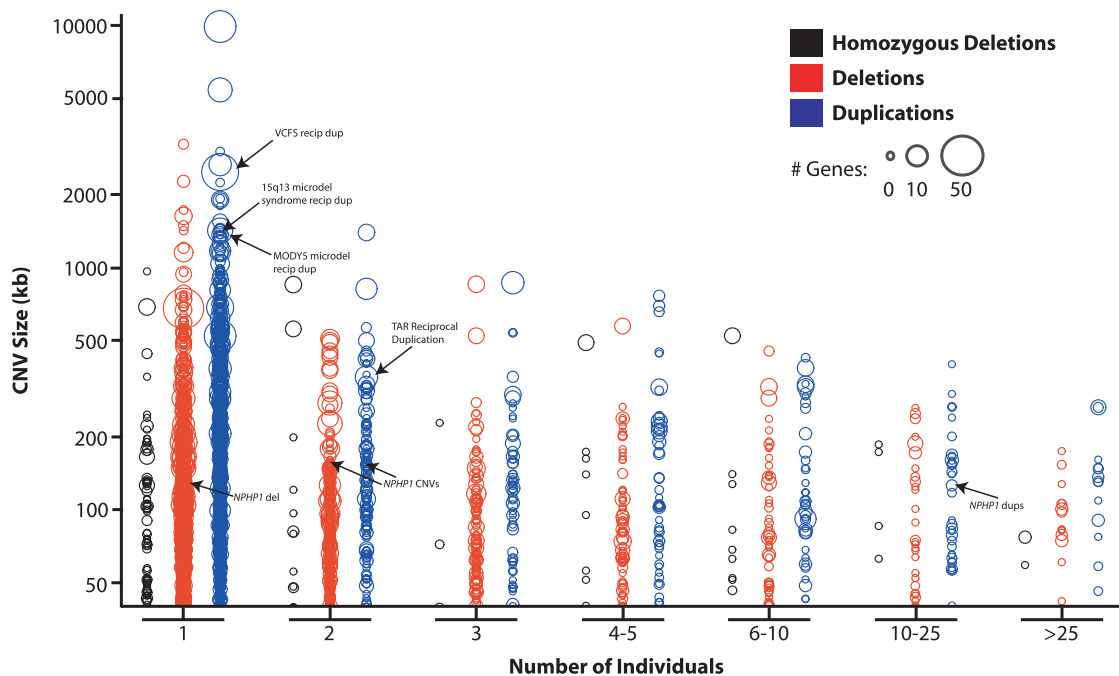 10000
5000
2000
1000
500
200
100
50
CNV Size (kb)
VCFS recip dup
15q13 microdel
syndrome recip dup
MODY5 microdel
recip dup
NPHP1 del
TAR Reciprocal
Duplication
NPHP1 CNVs
NPHP1 dups
Homozygous Deletions
Deletions
Duplications
# Genes:
0 10 50
1 2 3 4-5 6-10 10-25 >25
Number of Individuals